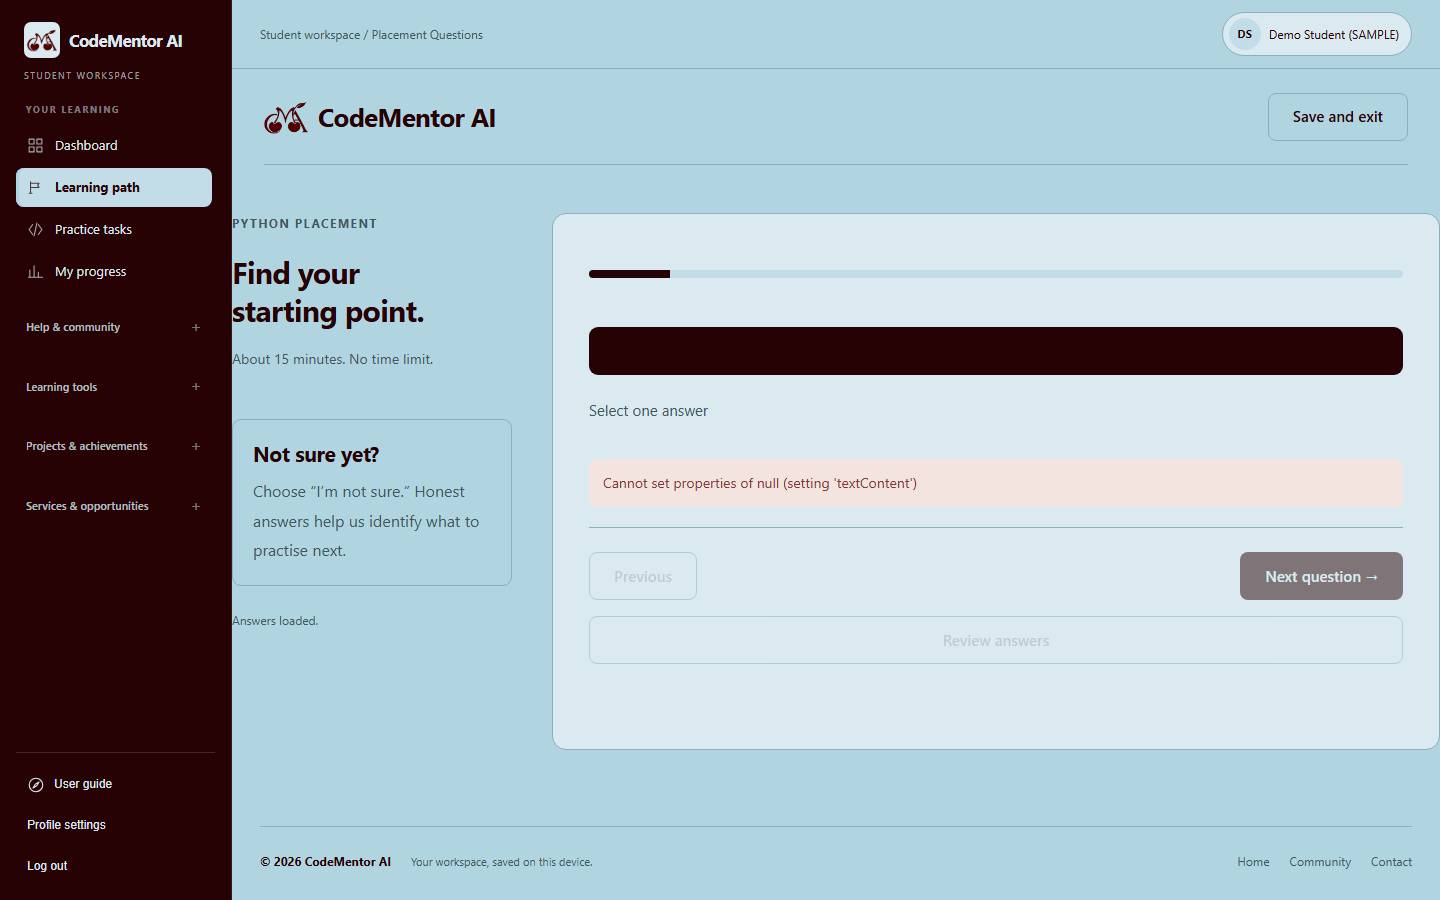 CodeMentor AI
STUDENT WORKSPACE
YOUR LEARNING
Dashboard
Learning path
Practice tasks
My progress
Help & community +
Learning tools +
Projects & achievements +
Services & opportunities +
User guide
Profile settings
Log out
Student workspace / Placement Questions
DS Demo Student (SAMPLE)
CodeMentor AI
Save and exit
PYTHON PLACEMENT
Find your
starting point.
About 15 minutes. No time limit.
Not sure yet?
Choose “I’m not sure.” Honest
answers help us identify what to
practise next.
Answers loaded.
Select one answer
Cannot set properties of null (setting 'textContent')
Previous
Next question →
Review answers
© 2026 CodeMentor AI
Your workspace, saved on this device.
Home
Community
Contact